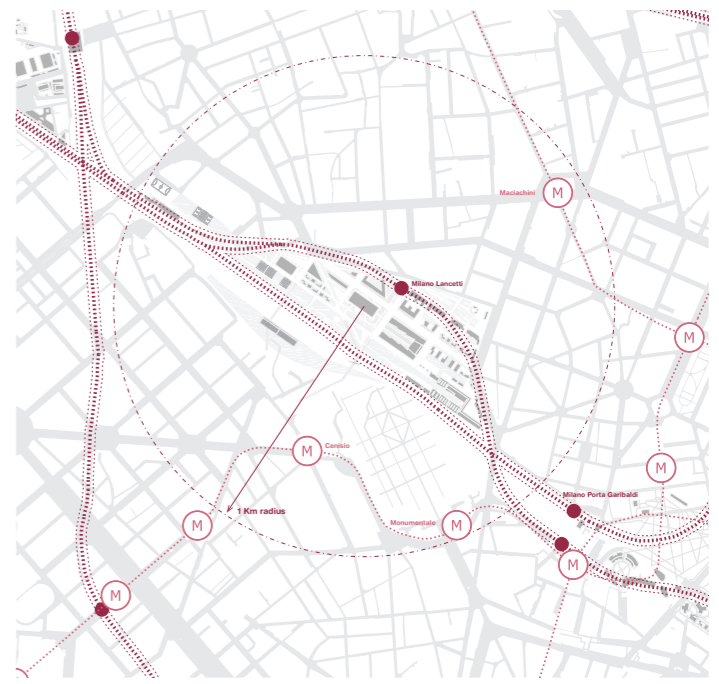 M
Maciachini
Milano Lancetti
M
M
Cenisio
M
Milano Porta Garibaldi
1 Km radius
M
Monumentale
M
M
M